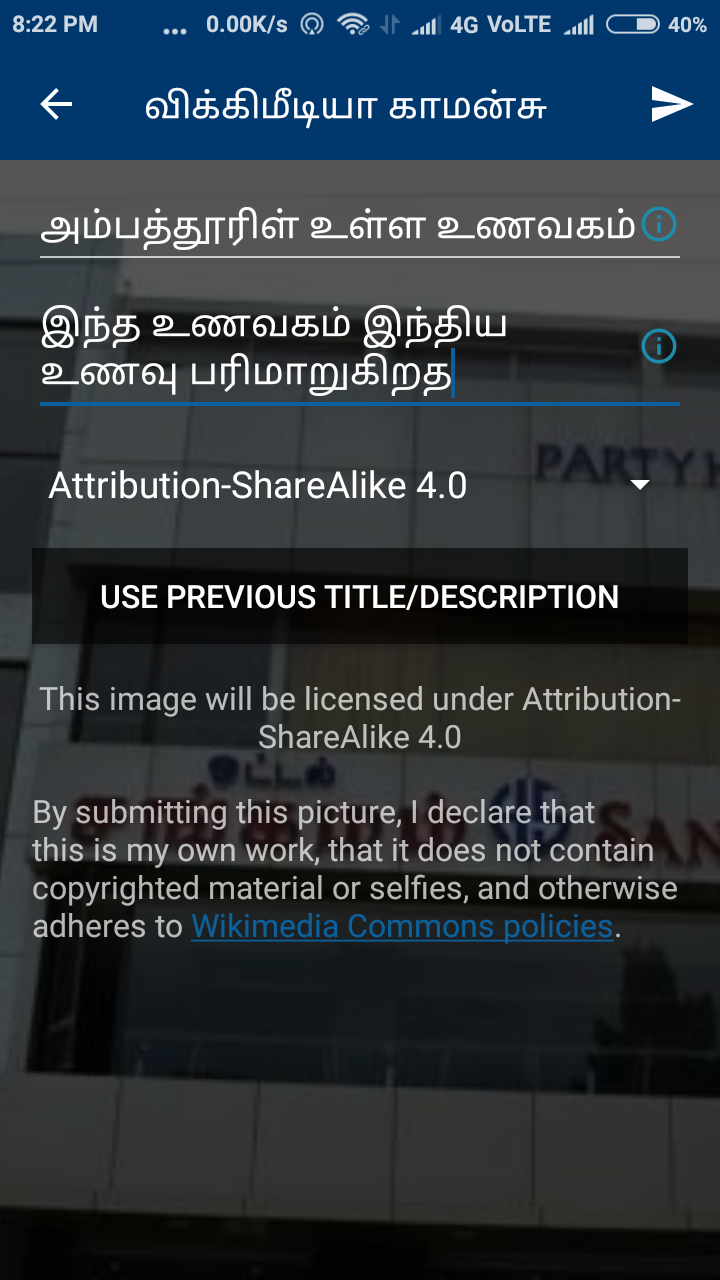 8:22 PM ... 0.00K/s 4G VoLTE 40%
விக்கிமீடியா காமன்சு
அம்பத்தூரிள் உள்ள உணவகம்
இந்த உணவகம் இந்திய
உணவு பரிமாறுகிறத
PARTY
Attribution-ShareAlike 4.0
USE PREVIOUS TITLE/DESCRIPTION
This image will be licensed under Attribution-
ShareAlike 4.0
ஓட்டல்
By submitting this picture, I declare that
this is my own work, that it does not contain
copyrighted material or selfies, and otherwise
adheres to Wikimedia Commons policies.